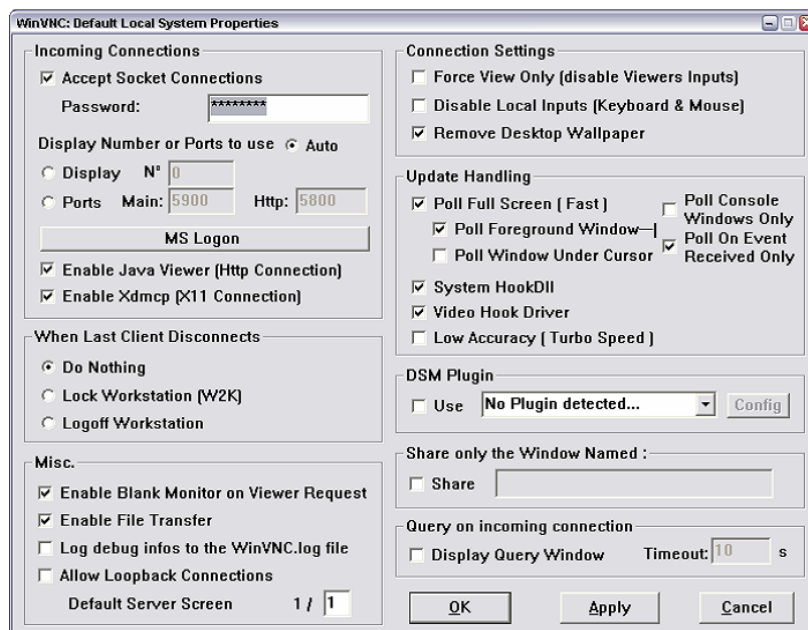 WinVNC: Default Local System Properties
Incoming Connections
Accept Socket Connections
Password: ********
Display Number or Ports to use Auto
Display N° 0
Ports Main: 5900 Http: 5800
MS Logon
Enable Java Viewer (Http Connection)
Enable Xdmcp (X11 Connection)
When Last Client Disconnects
Do Nothing
Lock Workstation (W2K)
Logoff Workstation
Misc.
Enable Blank Monitor on Viewer Request
Enable File Transfer
Log debug infos to the WinVNC.log file
Allow Loopback Connections
Default Server Screen 1 / 1
Connection Settings
Force View Only (disable Viewers Inputs)
Disable Local Inputs (Keyboard & Mouse)
Remove Desktop Wallpaper
Update Handling
Poll Full Screen ( Fast )
Poll Foreground Window
Poll Window Under Cursor
Poll Console
Windows Only
Poll On Event
Received Only
System HookDll
Video Hook Driver
Low Accuracy ( Turbo Speed )
DSM Plugin
Use No Plugin detected... Config
Share only the Window Named :
Share
Query on incoming connection
Display Query Window Timeout: 10 s
OK Apply Cancel